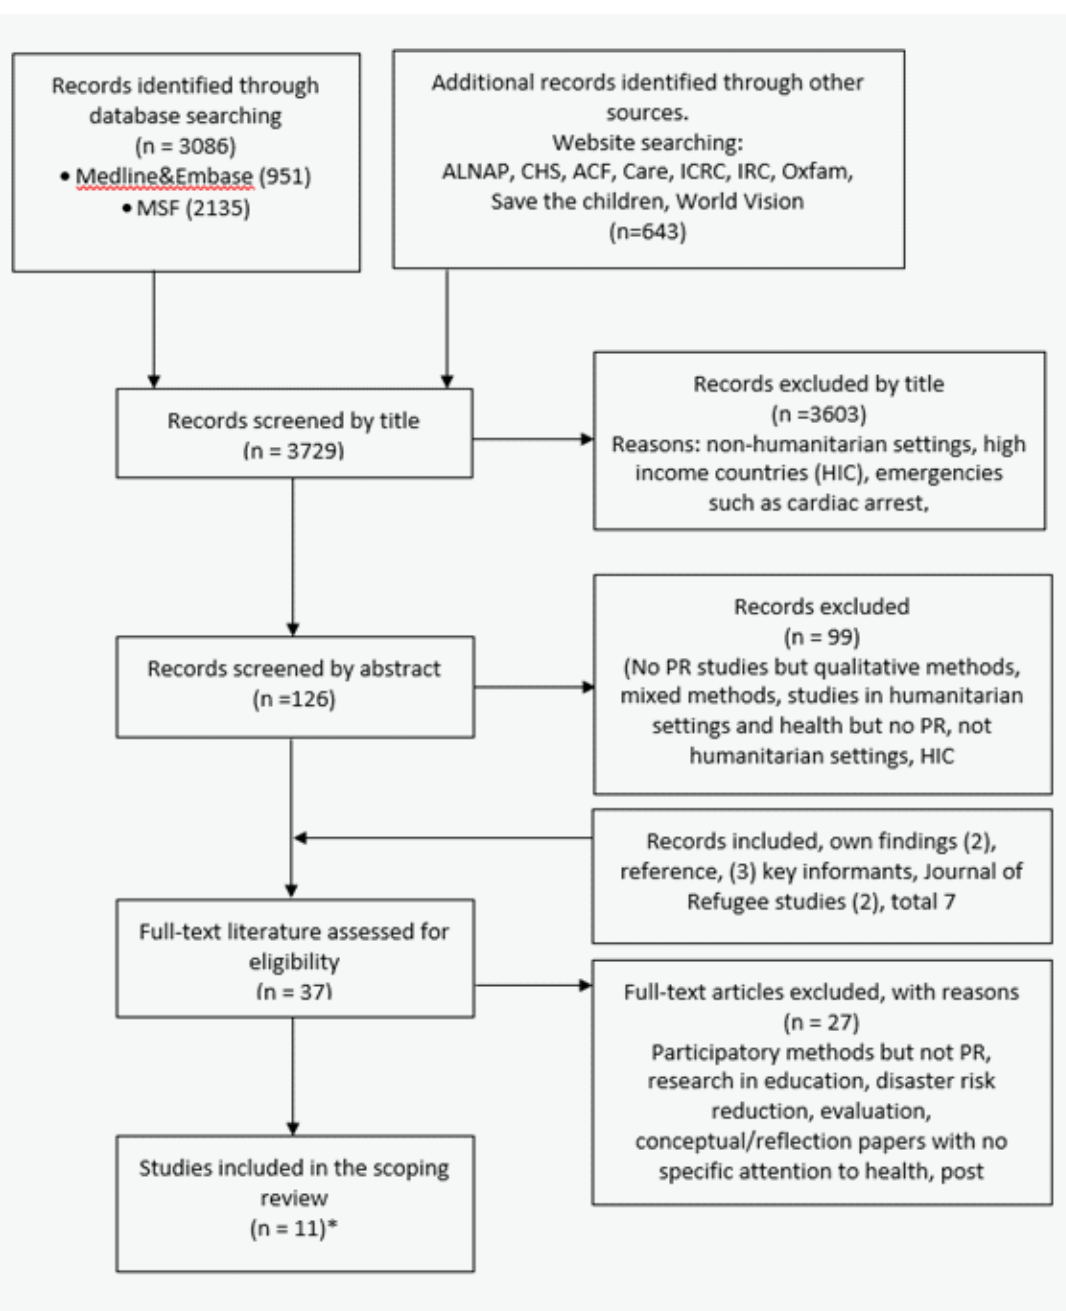 Records identified through
database searching
(n = 3086)
• Medline&Embase (951)
• MSF (2135)
Additional records identified through other
sources.
Website searching:
ALNAP, CHS, ACF, Care, ICRC, IRC, Oxfam,
Save the children, World Vision
(n=643)
Records screened by title
(n = 3729)
Records excluded by title
(n =3603)
Reasons: non-humanitarian settings, high
income countries (HIC), emergencies
such as cardiac arrest,
Records screened by abstract
(n =126)
Records excluded
(n = 99)
(No PR studies but qualitative methods,
mixed methods, studies in humanitarian
settings and health but no PR, not
humanitarian settings, HIC
Records included, own findings (2),
reference, (3) key informants, Journal of
Refugee studies (2), total 7
Full-text literature assessed for
eligibility
(n = 37)
Full-text articles excluded, with reasons
(n = 27)
Participatory methods but not PR,
research in education, disaster risk
reduction, evaluation,
conceptual/reflection papers with no
specific attention to health, post
Studies included in the scoping
review
(n = 11)*